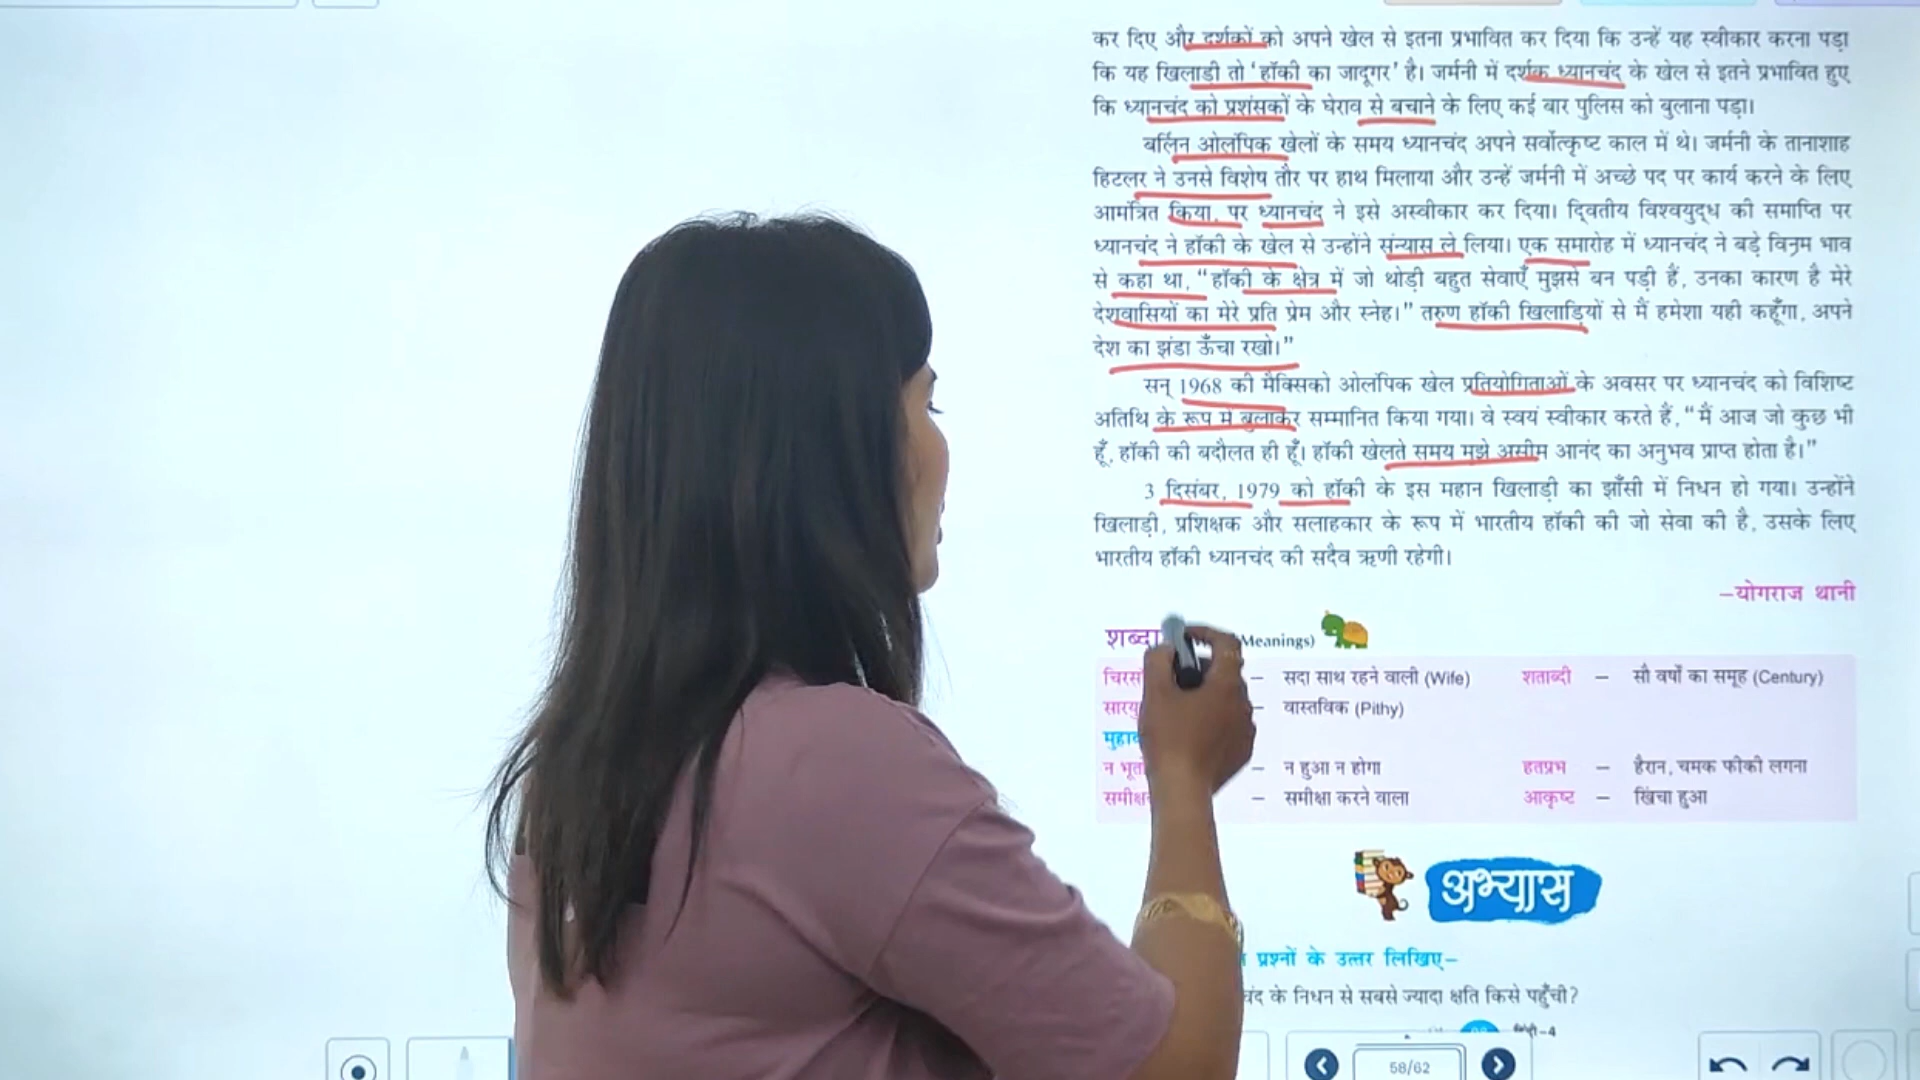 कर दिए और दर्शकों को अपने खेल से इतना प्रभावित कर दिया कि उन्हें यह स्वीकार करना पड़ा
कि यह खिलाड़ी तो ‘हॉकी का जादूगर’ है। जर्मनी में दर्शक ध्यानचंद के खेल से इतने प्रभावित हुए
कि ध्यानचंद को प्रशंसकों के घेराव से बचाने के लिए कई बार पुलिस को बुलाना पड़ा।
बर्लिन ओलंपिक खेलों के समय ध्यानचंद अपने सर्वोत्कृष्ट काल में थे। जर्मनी के तानाशाह
हिटलर ने उनसे विशेष तौर पर हाथ मिलाया और उन्हें जर्मनी में अच्छे पद पर कार्य करने के लिए
आमंत्रित किया, पर ध्यानचंद ने इसे अस्वीकार कर दिया। द्वितीय विश्वयुद्ध की समाप्ति पर
ध्यानचंद ने हॉकी के खेल से उन्होंने संन्यास ले लिया। एक समारोह में ध्यानचंद ने बड़े विनम्र भाव
से कहा था, “हॉकी के क्षेत्र में जो थोड़ी बहुत सेवाएँ मुझसे बन पड़ी हैं, उनका कारण है मेरे
देशवासियों का मेरे प्रति प्रेम और स्नेह।” तरुण हॉकी खिलाड़ियों से मैं हमेशा यही कहूँगा, अपने
देश का झंडा ऊँचा रखो।”
सन् 1968 की मैक्सिको ओलंपिक खेल प्रतियोगिताओं के अवसर पर ध्यानचंद को विशिष्ट
अतिथि के रूप में बुलाकर सम्मानित किया गया। वे स्वयं स्वीकार करते हैं, “मैं आज जो कुछ भी
हूँ, हॉकी की बदौलत ही हूँ। हॉकी खेलते समय मुझे असीम आनंद का अनुभव प्राप्त होता है।”
3 दिसंबर, 1979 को हॉकी के इस महान खिलाड़ी का झाँसी में निधन हो गया। उन्होंने
खिलाड़ी, प्रशिक्षक और सलाहकार के रूप में भारतीय हॉकी की जो सेवा की है, उसके लिए
भारतीय हॉकी ध्यानचंद की सदैव ऋणी रहेगी।
–योगराज थानी
Meanings)
– सदा साथ रहने वाली (Wife) शताब्दी – सौ वर्षों का समूह (Century)
– वास्तविक (Pithy)
– न हुआ न होगा हतप्रभ – हैरान, चमक फीकी लगना
– समीक्षा करने वाला आकृष्ट – खिंचा हुआ
अभ्यास
प्रश्नों के उत्तर लिखिए–
के निधन से सबसे ज्यादा क्षति किसे पहुँची?
58/62